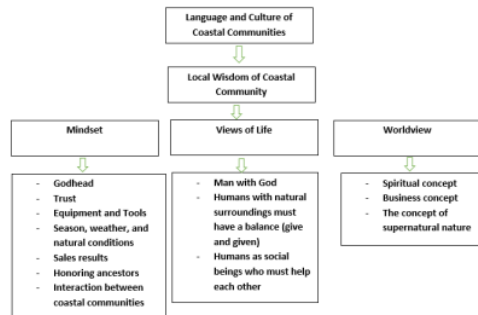 Language and Culture of
Coastal Communities
Local Wisdom of Coastal
Community
Mindset
Views of Life
Worldview
- Godhead
- Trust
- Equipment and Tools
- Season, weather, and
natural conditions
- Sales results
- Honoring ancestors
- Interaction between
coastal communities
- Man with God
- Humans with natural
surroundings must
have a balance (give
and given)
- Humans as social
beings who must help
each other
- Spiritual concept
- Business concept
- The concept of
supernatural nature